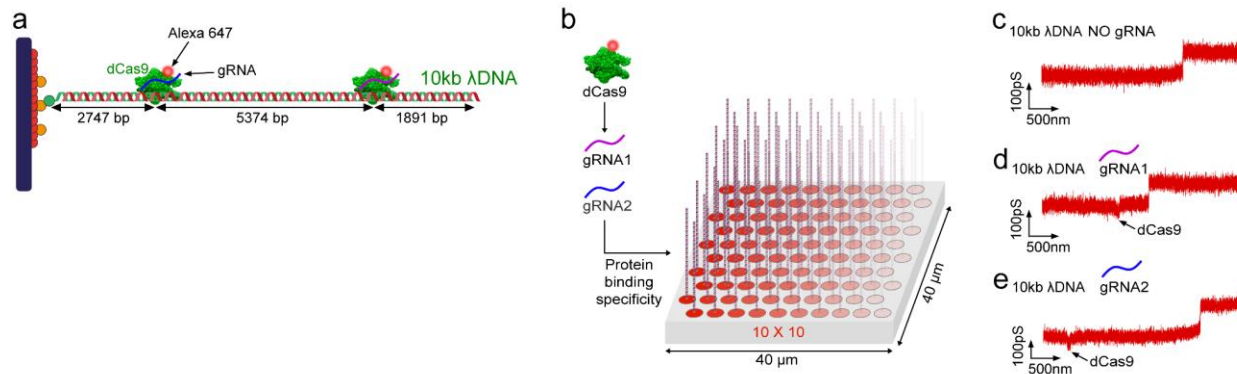 a
Alexa 647
dCas9
gRNA
10kb λDNA
2747 bp
5374 bp
1891 bp
b
dCas9
gRNA1
gRNA2
Protein
binding
specificity
10 X 10
40 µm
40 µm
c
10kb λDNA NO gRNA
100pS
500nm
d
10kb λDNA gRNA1
100pS
dCas9
500nm
e
10kb λDNA gRNA2
100pS
dCas9
500nm